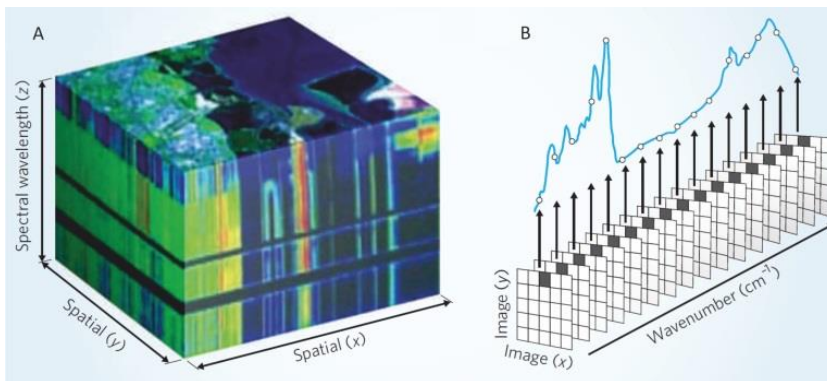 A
Spectral wavelength (z)
Spatial (y)
Spatial (x)
B
Image (y)
Image (x)
Wavenumber (cm⁻¹)